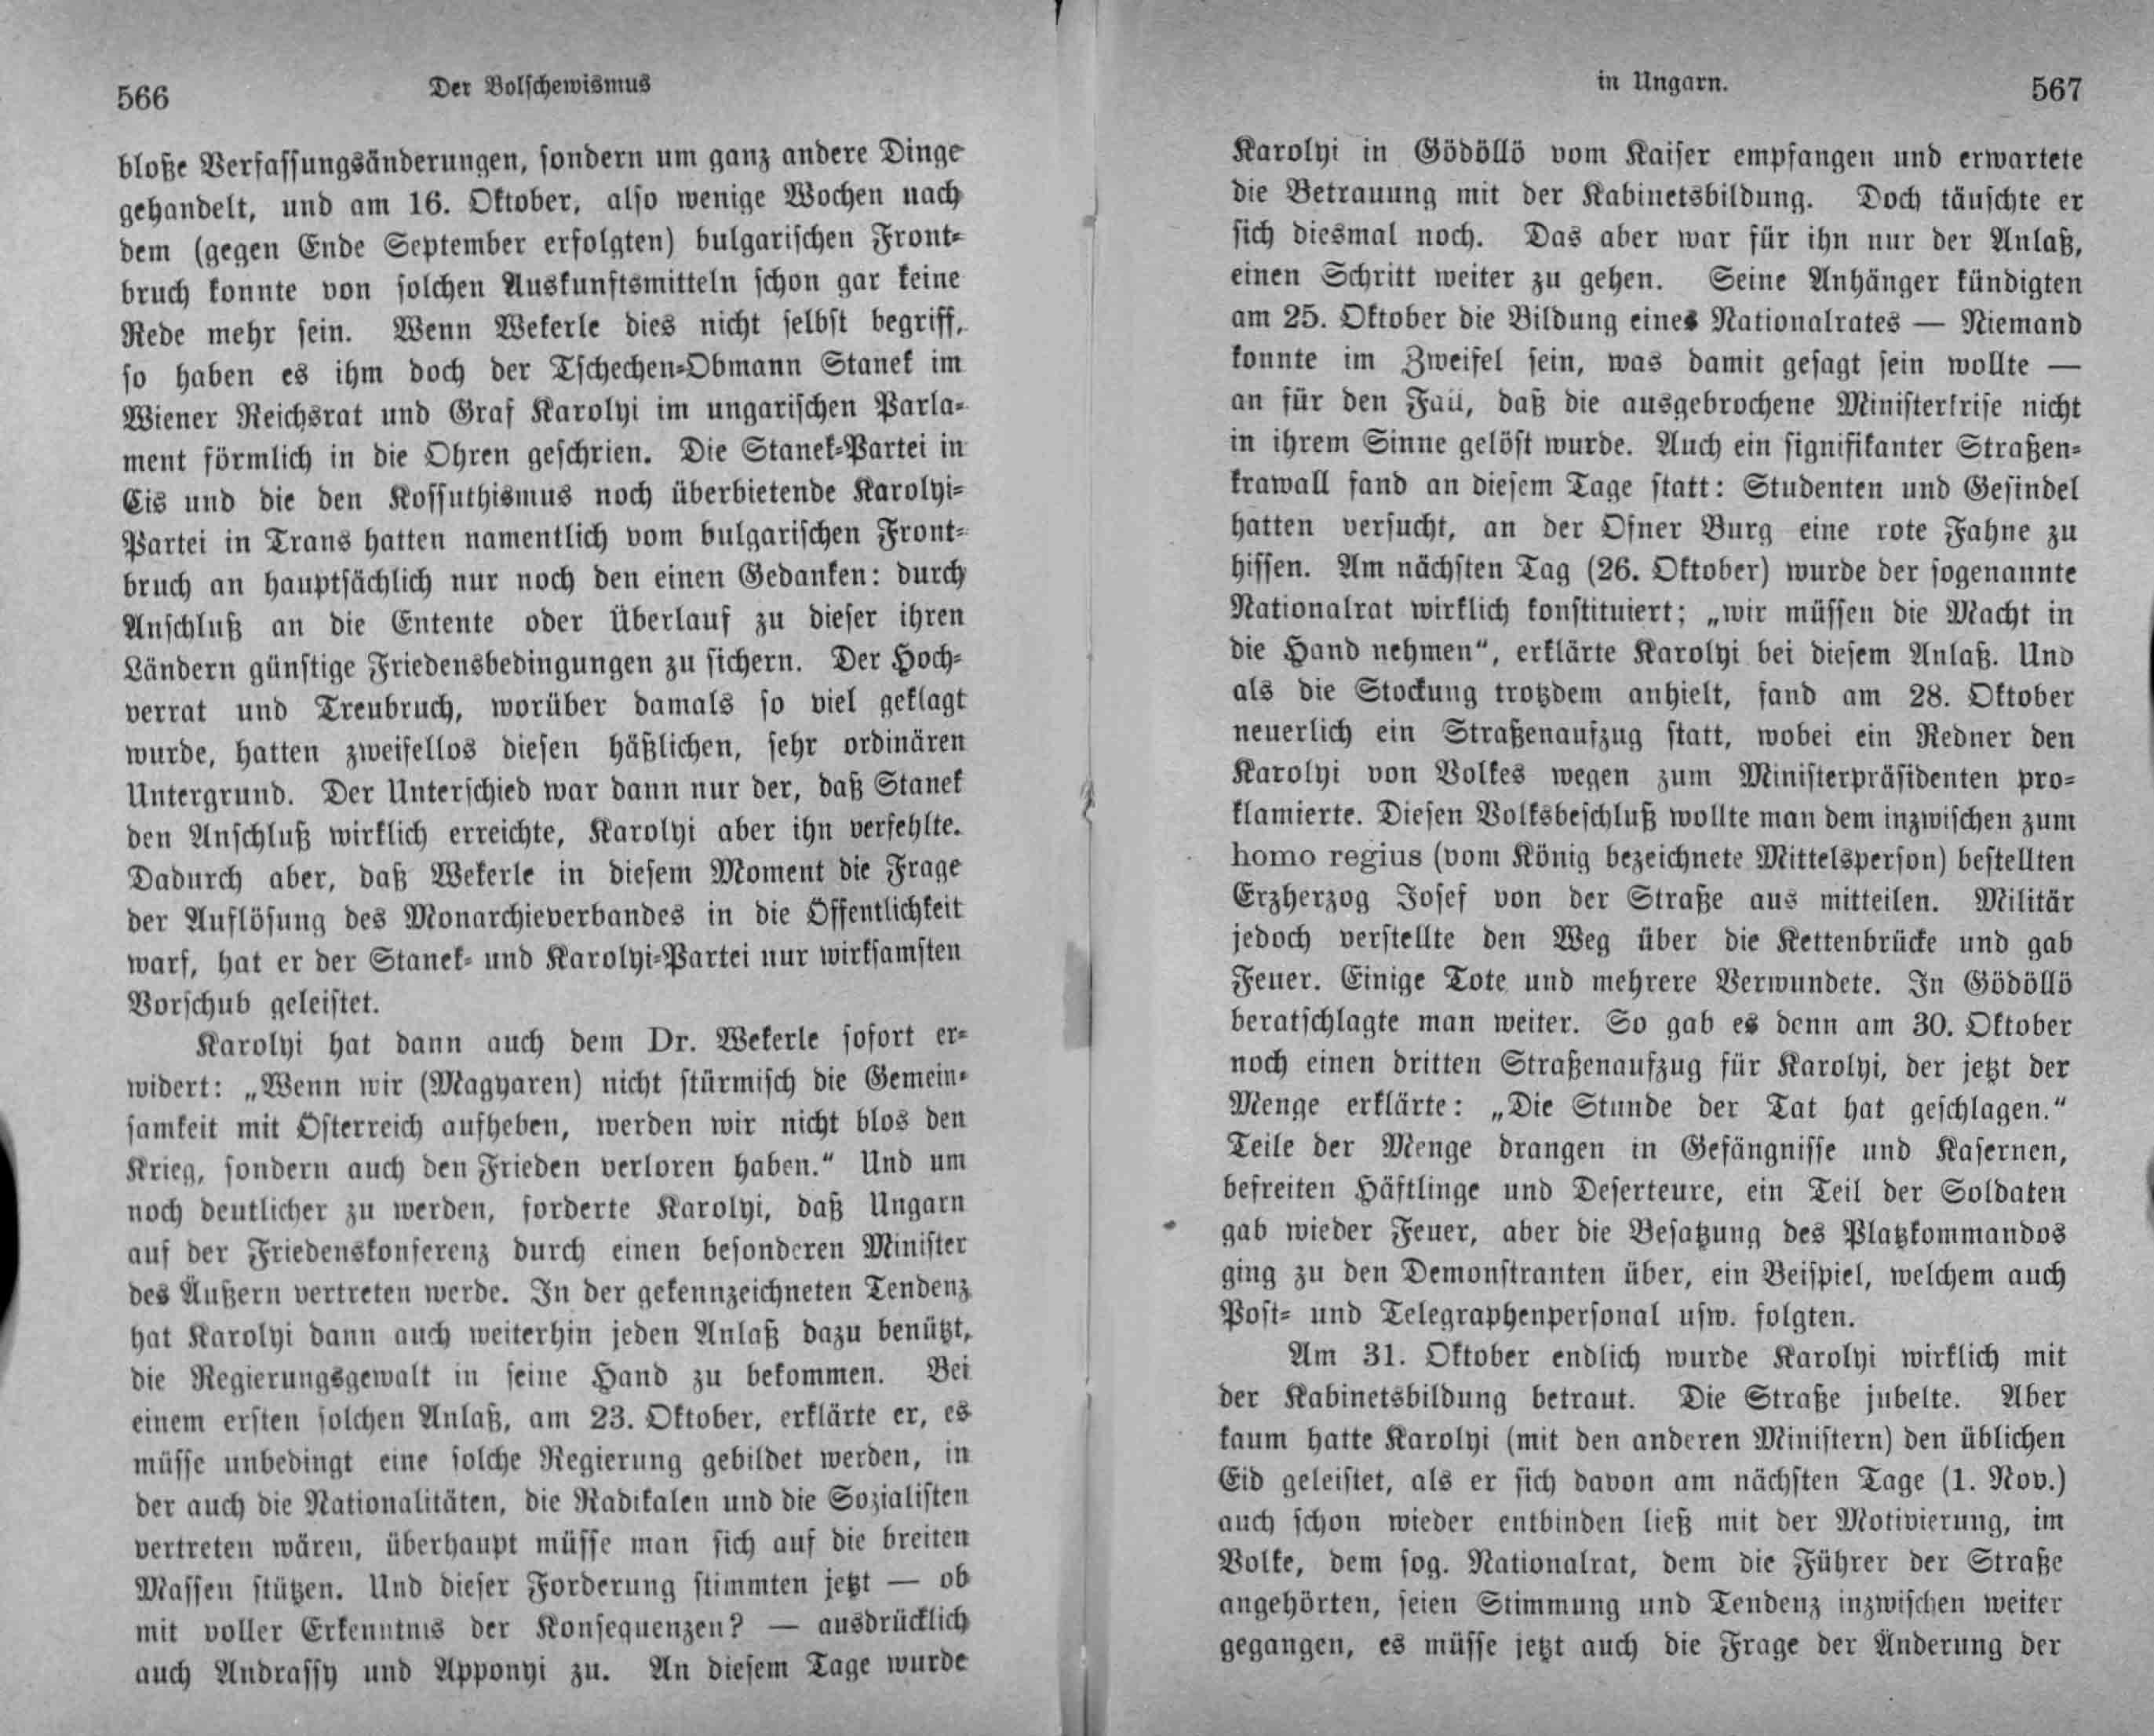 566
Der Bolschewismus
bloße Verfassungsänderungen, sondern um ganz andere Dinge
gehandelt, und am 16. Oktober, also wenige Wochen nach
dem (gegen Ende September erfolgten) bulgarischen Front-
bruch konnte von solchen Auskunftsmitteln schon gar keine
Rede mehr sein. Wenn Wekerle dies nicht selbst begriff,
so haben es ihm doch der Tschechen-Obmann Stanek im
Wiener Reichsrat und Graf Karolyi im ungarischen Parla-
ment förmlich in die Ohren geschrien. Die Stanek-Partei in
Cis und die den Kossuthismus noch überbietende Karolyi-
Partei in Trans hatten namentlich vom bulgarischen Front-
bruch an hauptsächlich nur noch den einen Gedanken: durch
Anschluß an die Entente oder Überlauf zu dieser ihren
Ländern günstige Friedensbedingungen zu sichern. Der Hoch-
verrat und Treubruch, worüber damals so viel geklagt
wurde, hatten zweifellos diesen häßlichen, sehr ordinären
Untergrund. Der Unterschied war dann nur der, daß Stanek
den Anschluß wirklich erreichte, Karolyi aber ihn verfehlte.
Dadurch aber, daß Wekerle in diesem Moment die Frage
der Auflösung des Monarchieverbandes in die Öffentlichkeit
warf, hat er der Stanek- und Karolyi-Partei nur wirksamsten
Vorschub geleistet.
Karolyi hat dann auch dem Dr. Wekerle sofort er-
widert: „Wenn wir (Magyaren) nicht stürmisch die Gemein-
samkeit mit Österreich aufheben, werden wir nicht blos den
Krieg, sondern auch den Frieden verloren haben.“ Und um
noch deutlicher zu werden, forderte Karolyi, daß Ungarn
auf der Friedenskonferenz durch einen besonderen Minister
des Äußern vertreten werde. In der gekennzeichneten Tendenz
hat Karolyi dann auch weiterhin jeden Anlaß dazu benützt,
die Regierungsgewalt in seine Hand zu bekommen. Bei
einem ersten solchen Anlaß, am 23. Oktober, erklärte er, es
müsse unbedingt eine solche Regierung gebildet werden, in
der auch die Nationalitäten, die Radikalen und die Sozialisten
vertreten wären, überhaupt müsse man sich auf die breiten
Massen stützen. Und dieser Forderung stimmten jetzt — ob
mit voller Erkenntnis der Konsequenzen? — ausdrücklich
auch Andrassy und Apponyi zu. An diesem Tage wurde
in Ungarn.
567
Karolyi in Gödöllö vom Kaiser empfangen und erwartete
die Betrauung mit der Kabinetsbildung. Doch täuschte er
sich diesmal noch. Das aber war für ihn nur der Anlaß,
einen Schritt weiter zu gehen. Seine Anhänger kündigten
am 25. Oktober die Bildung eines Nationalrates — Niemand
konnte im Zweifel sein, was damit gesagt sein wollte —
an für den Fall, daß die ausgebrochene Ministerkrise nicht
in ihrem Sinne gelöst wurde. Auch ein signifikanter Straßen-
krawall fand an diesem Tage statt: Studenten und Gesindel
hatten versucht, an der Ofner Burg eine rote Fahne zu
hissen. Am nächsten Tag (26. Oktober) wurde der sogenannte
Nationalrat wirklich konstituiert; „wir müssen die Macht in
die Hand nehmen“, erklärte Karolyi bei diesem Anlaß. Und
als die Stockung trotzdem anhielt, fand am 28. Oktober
neuerlich ein Straßenaufzug statt, wobei ein Redner den
Karolyi von Volkes wegen zum Ministerpräsidenten pro-
klamierte. Diesen Volksbeschluß wollte man dem inzwischen zum
homo regius (vom König bezeichnete Mittelsperson) bestellten
Erzherzog Josef von der Straße aus mitteilen. Militär
jedoch verstellte den Weg über die Kettenbrücke und gab
Feuer. Einige Tote und mehrere Verwundete. In Gödöllö
beratschlagte man weiter. So gab es denn am 30. Oktober
noch einen dritten Straßenaufzug für Karolyi, der jetzt der
Menge erklärte: „Die Stunde der Tat hat geschlagen.“
Teile der Menge drangen in Gefängnisse und Kasernen,
befreiten Häftlinge und Deserteure, ein Teil der Soldaten
gab wieder Feuer, aber die Besatzung des Platzkommandos
ging zu den Demonstranten über, ein Beispiel, welchem auch
Post- und Telegraphenpersonal usw. folgten.
Am 31. Oktober endlich wurde Karolyi wirklich mit
der Kabinetsbildung betraut. Die Straße jubelte. Aber
kaum hatte Karolyi (mit den anderen Ministern) den üblichen
Eid geleistet, als er sich davon am nächsten Tage (1. Nov.)
auch schon wieder entbinden ließ mit der Motivierung, im
Volke, dem sog. Nationalrat, dem die Führer der Straße
angehörten, seien Stimmung und Tendenz inzwischen weiter
gegangen, es müsse jetzt auch die Frage der Änderung der